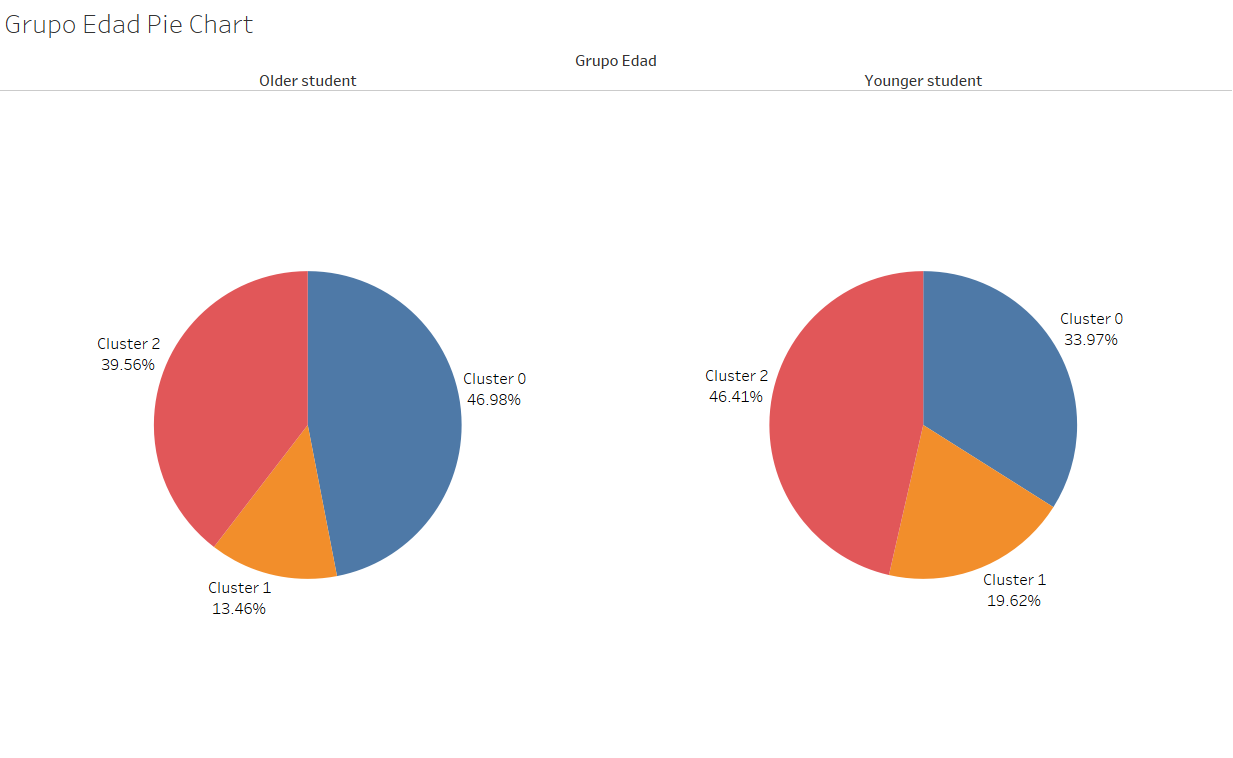 Grupo Edad Pie Chart
Grupo Edad
Older student
Younger student
Cluster 2
39.56%
Cluster 0
46.98%
Cluster 1
13.46%
Cluster 0
33.97%
Cluster 2
46.41%
Cluster 1
19.62%